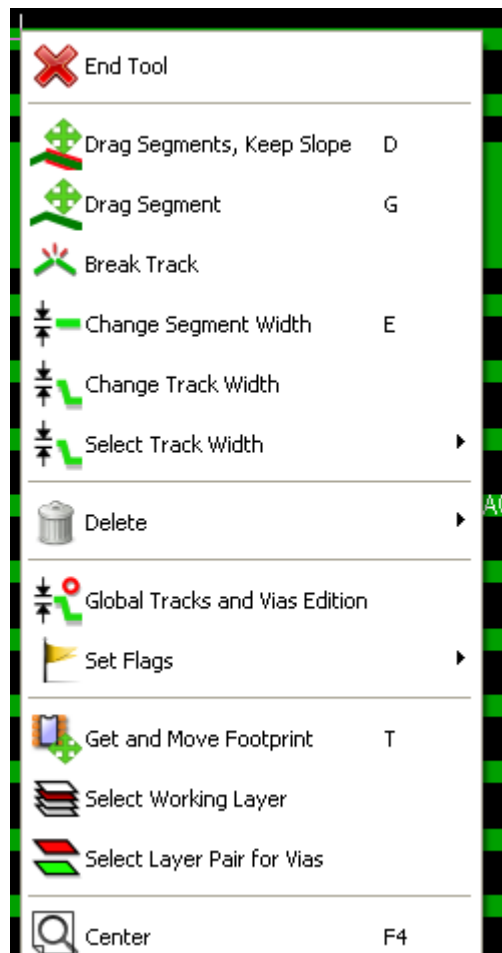 End Tool
Drag Segments, Keep Slope D
Drag Segment G
Break Track
Change Segment Width E
Change Track Width
Select Track Width
Delete
Global Tracks and Vias Edition
Set Flags
Get and Move Footprint T
Select Working Layer
Select Layer Pair for Vias
Center F4